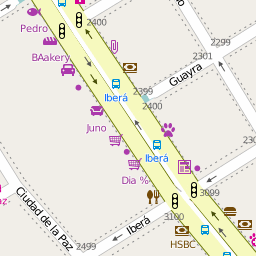 2400
Pedro
BAakery
2301
Guayra
Iberá
2399
2400
Juno
Iberá
Dia %
3099
az
Ciudad de la Paz
3100
Iberá
2499
HSBC